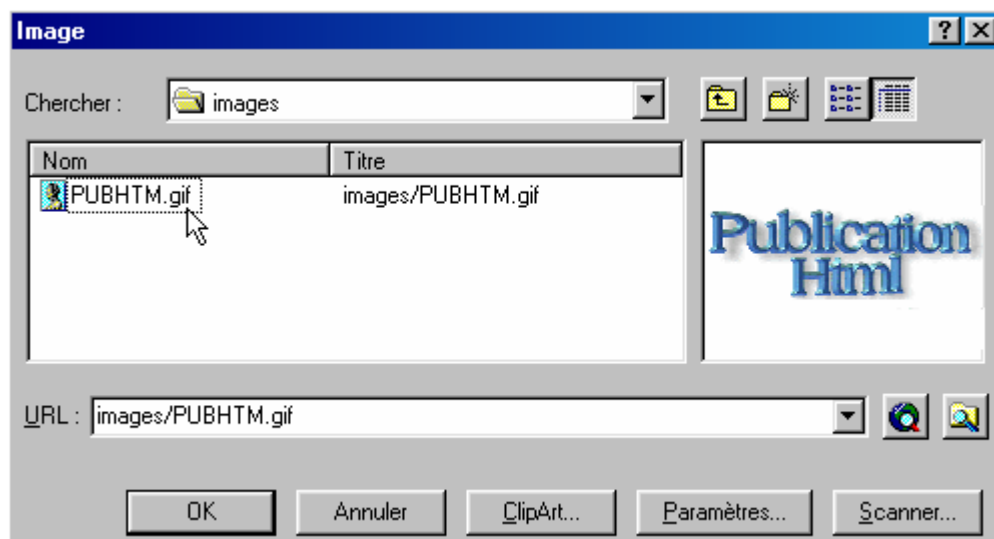 Image
Chercher : images
Nom Titre
PUBHTM.gif images/PUBHTM.gif
Publication
Html
URL : images/PUBHTM.gif
OK Annuler ClipArt... Paramètres... Scanner...